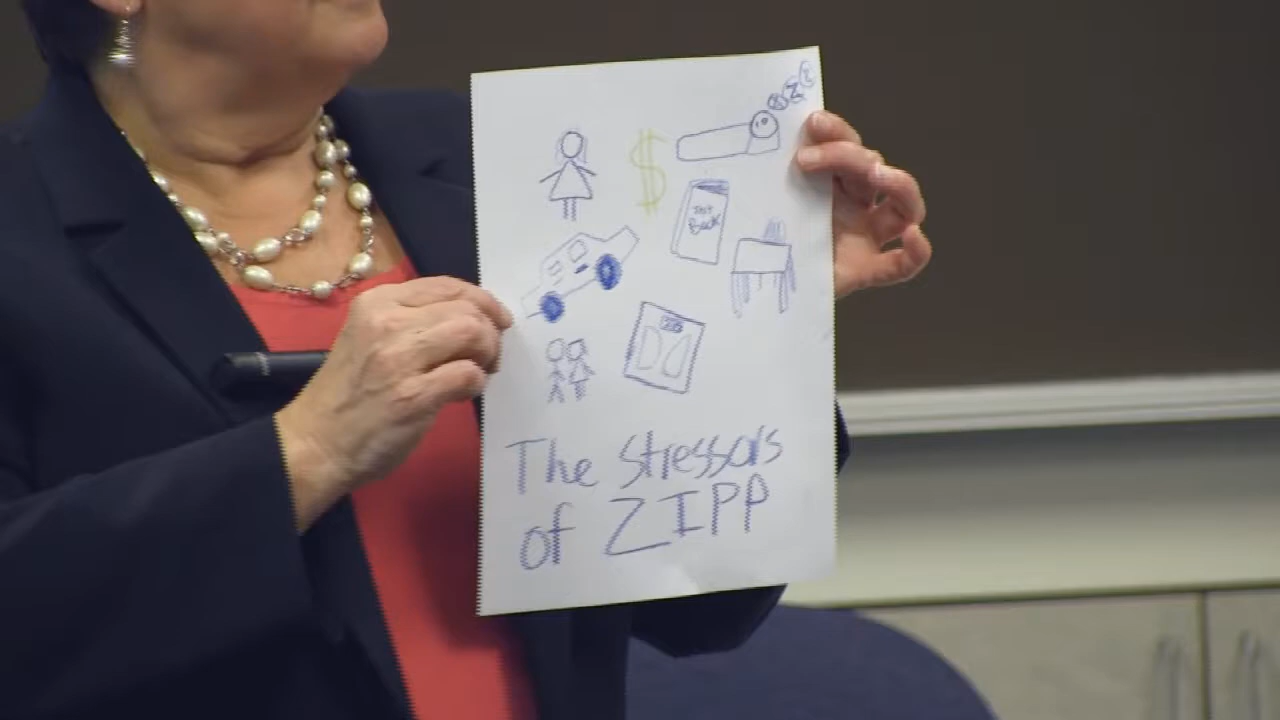 $
z z z
Text
Book
The Stressors
of ZIPP